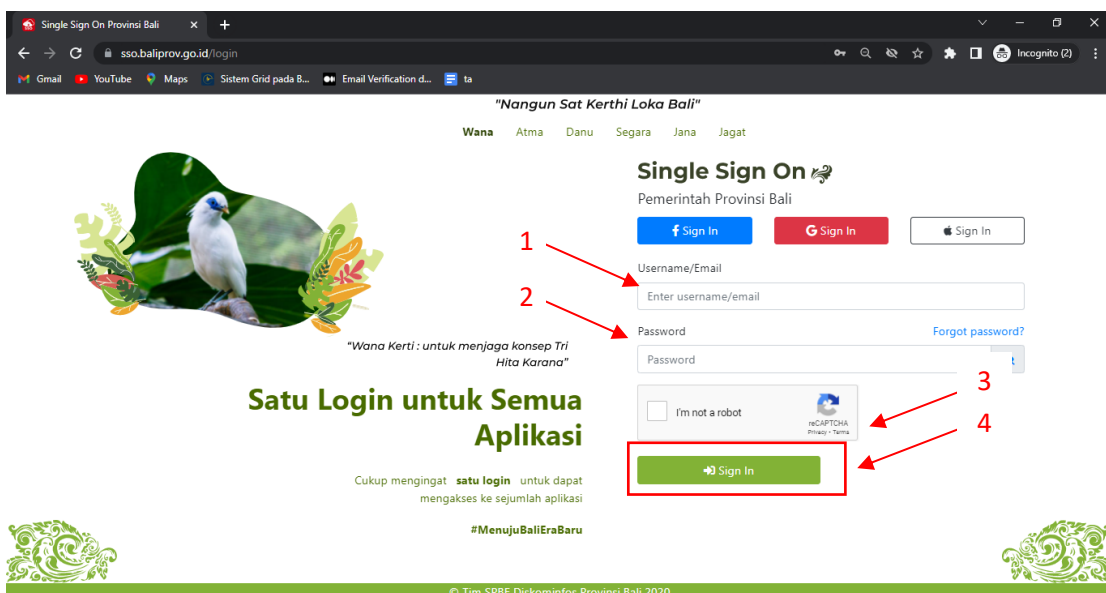 Single Sign On Provinsi Bali
sso.baliprov.go.id/login
Incognito (2)
Gmail YouTube Maps Sistem Grid pada B... Email Verification d... ta
"Nangun Sat Kerthi Loka Bali"
Wana Atma Danu Segara Jana Jagat
Single Sign On
Pemerintah Provinsi Bali
f Sign In G Sign In Sign In
1
Username/Email
Enter username/email
2
Password Forgot password?
Password
"Wana Kerti : untuk menjaga konsep Tri
Hita Karana"
3
I'm not a robot
reCAPTCHA
Privacy - Terms
4
Satu Login untuk Semua
Aplikasi
Sign In
Cukup mengingat satu login untuk dapat
mengakses ke sejumlah aplikasi
#MenujuBaliEraBaru
© Tim SPBE Diskominfos Provinsi Bali 2020